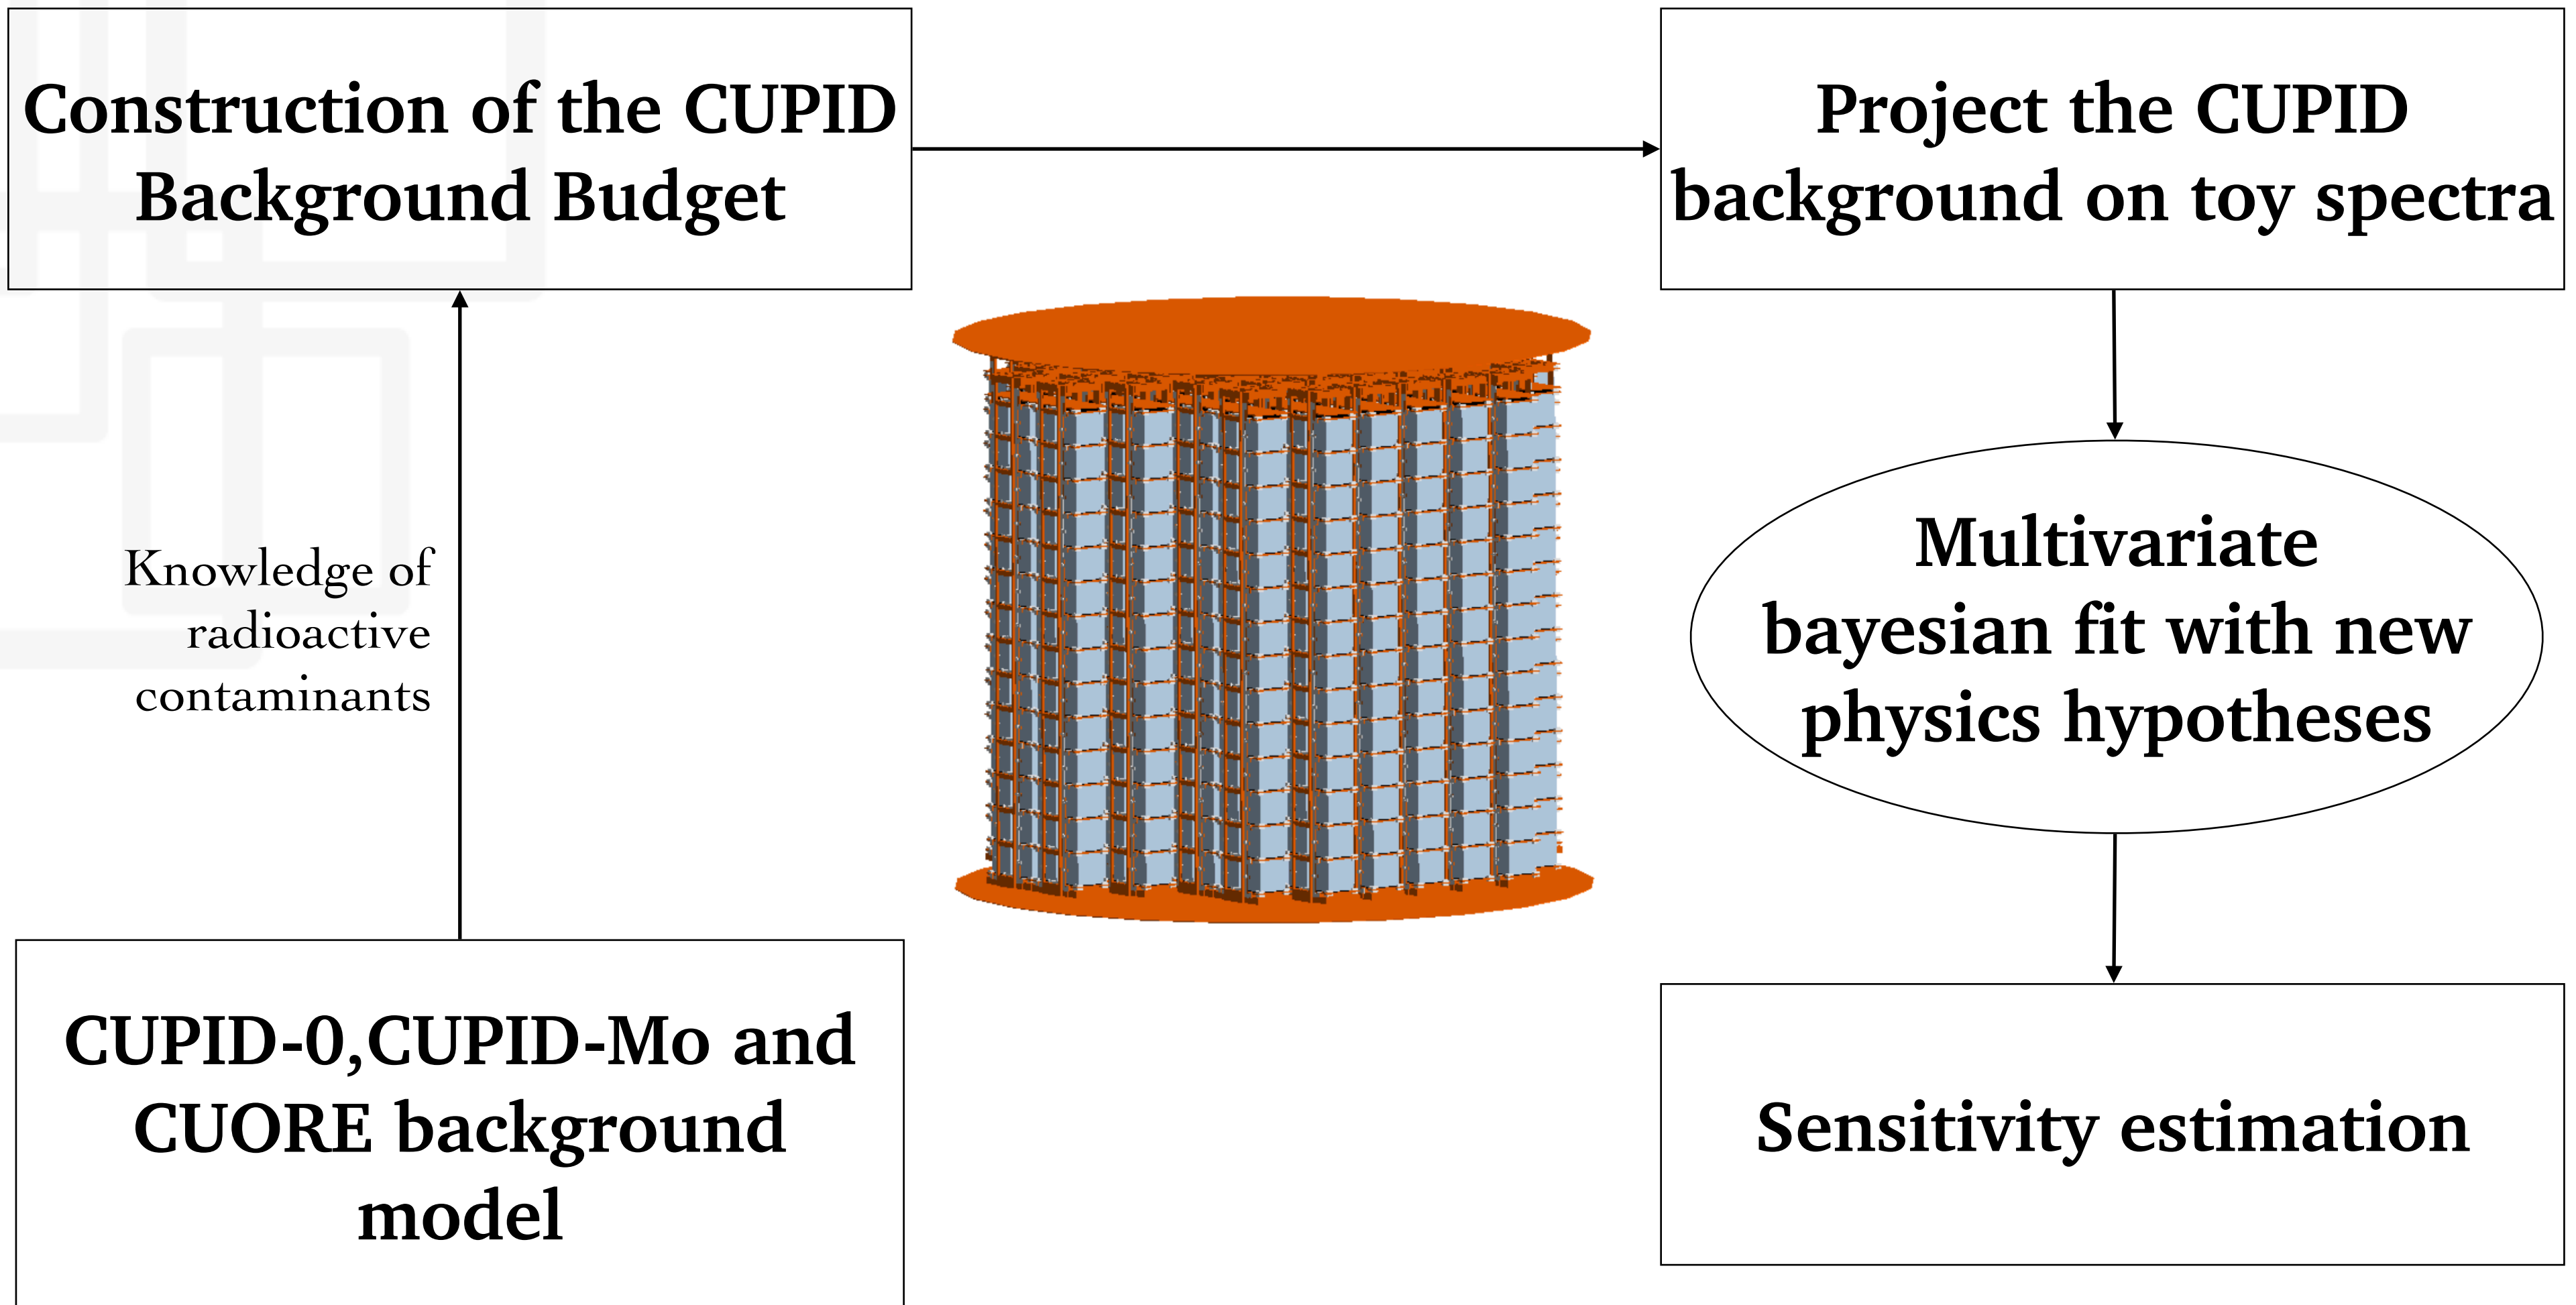 Construction of the CUPID
Background Budget
Project the CUPID
background on toy spectra
Knowledge of
radioactive
contaminants
Multivariate
bayesian fit with new
physics hypotheses
CUPID-0,CUPID-Mo and
CUORE background
model
Sensitivity estimation